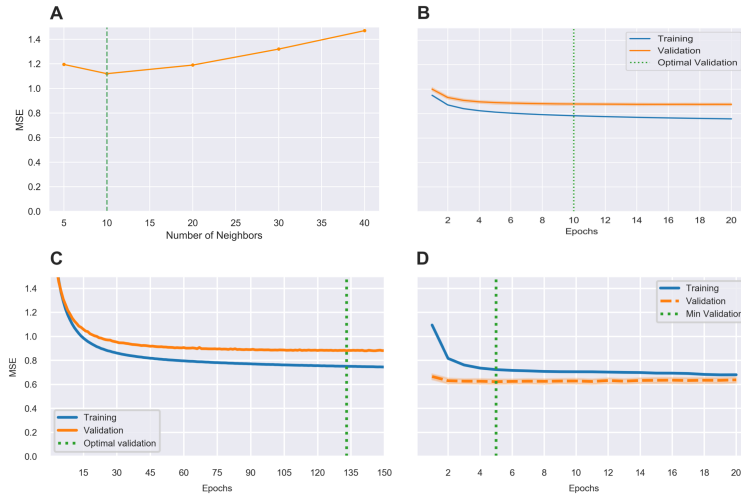 A
1.4
1.2
1.0
0.8
0.6
0.4
0.2
0.0
MSE
5 10 15 20 25 30 35 40
Number of Neighbors
B
Training
Validation
Optimal Validation
2 4 6 8 10 12 14 16 18 20
Epochs
C
1.4
1.2
1.0
0.8
0.6
0.4
0.2
0.0
MSE
Training
Validation
Optimal validation
15 30 45 60 75 90 105 120 135 150
Epochs
D
Training
Validation
Min Validation
2 4 6 8 10 12 14 16 18 20
Epochs